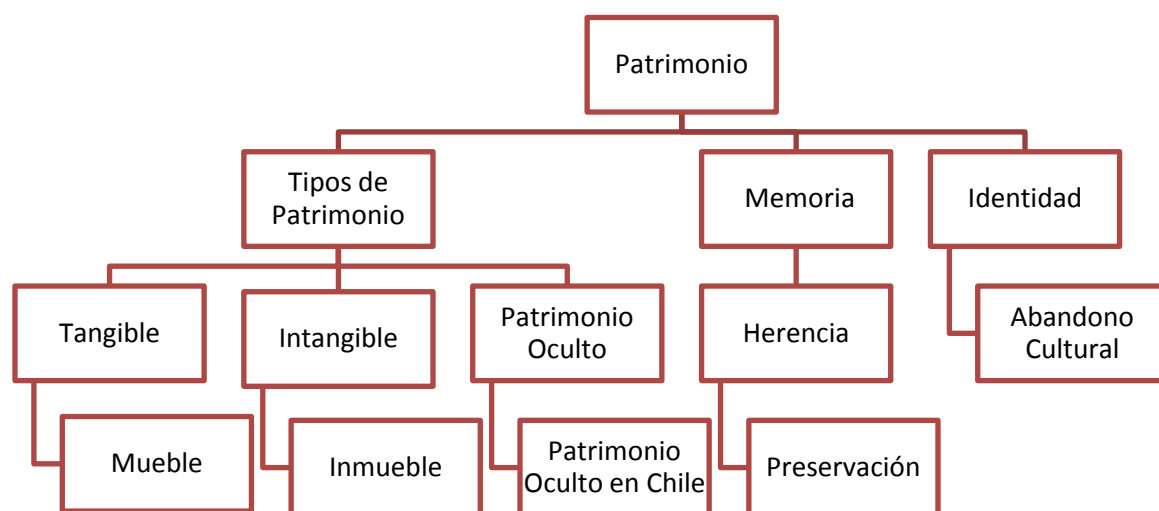 Patrimonio
Tipos de
Patrimonio
Memoria
Identidad
Tangible
Intangible
Patrimonio
Oculto
Herencia
Abandono
Cultural
Mueble
Inmueble
Patrimonio
Oculto en Chile
Preservación